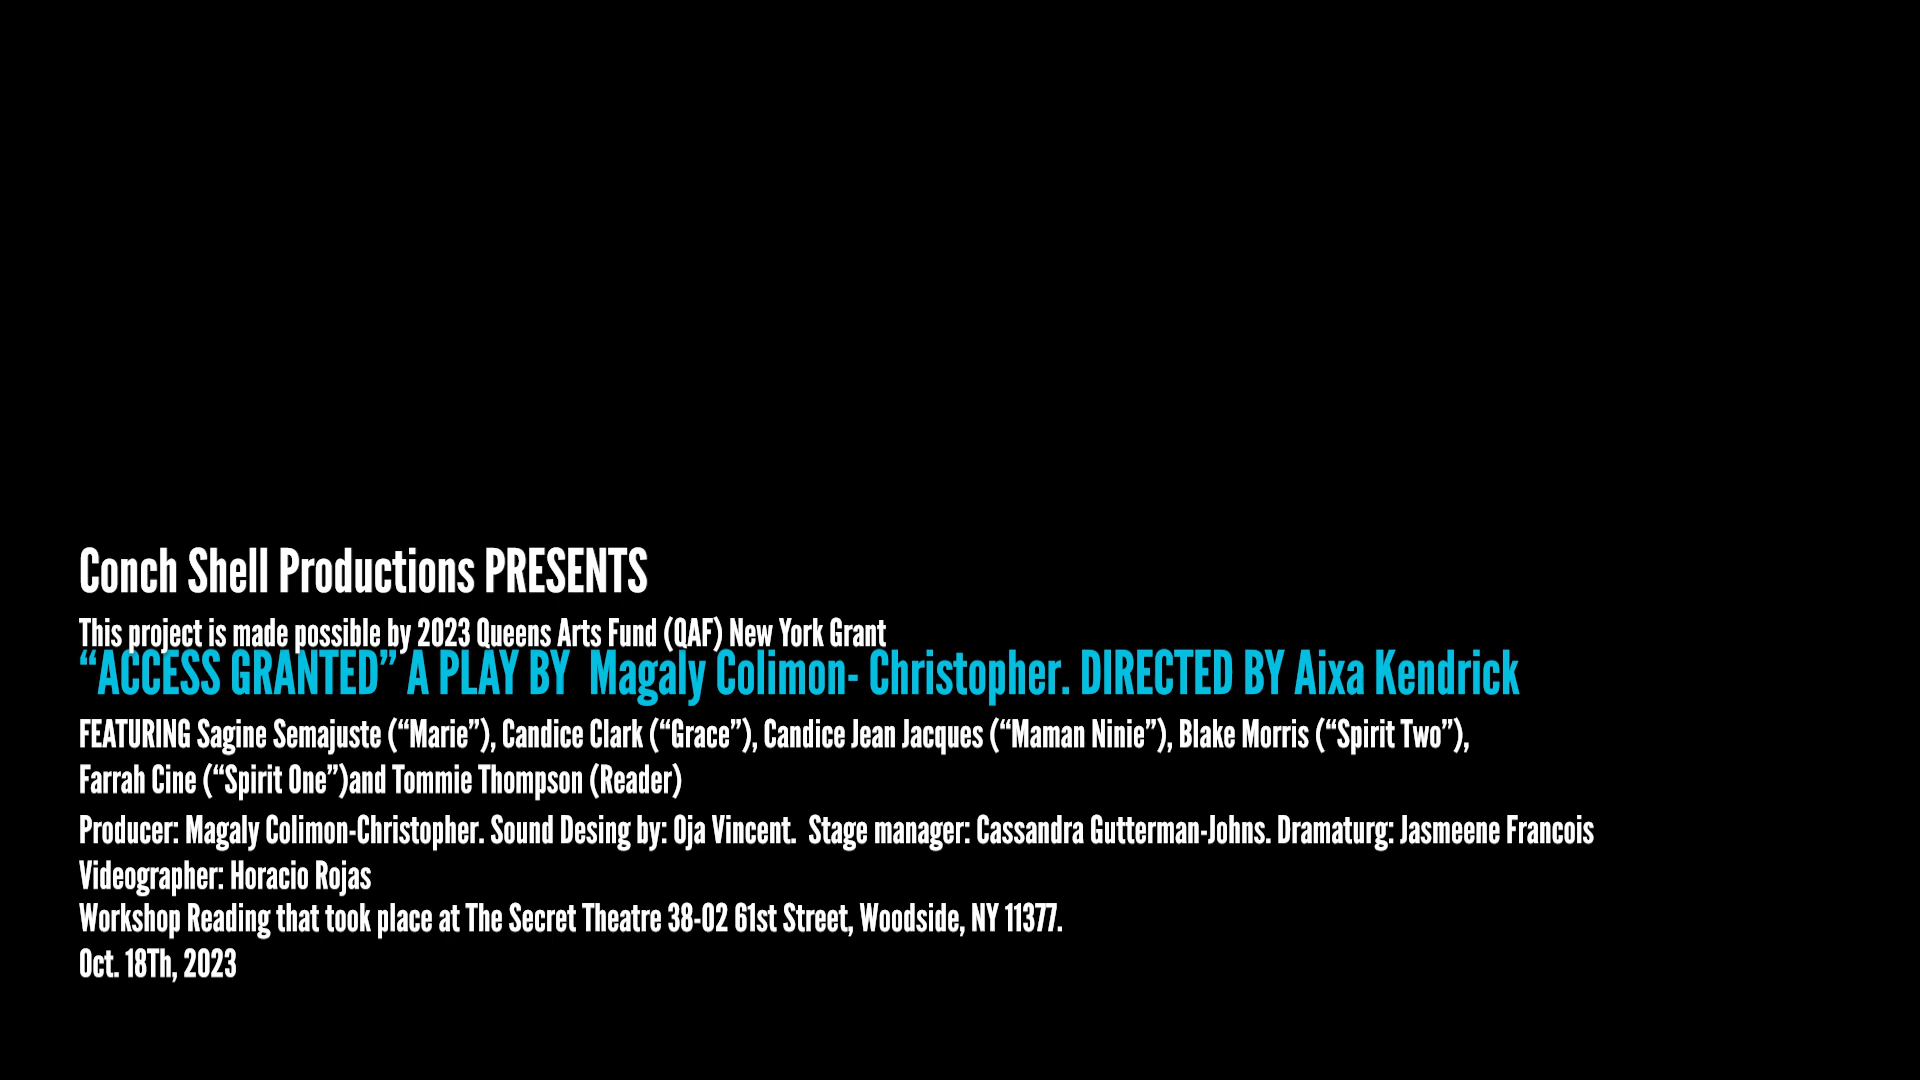 Conch Shell Productions PRESENTS
This project is made possible by 2023 Queens Arts Fund (QAF) New York Grant
“ACCESS GRANTED” A PLAY BY  Magaly Colimon- Christopher. DIRECTED BY Aixa Kendrick
FEATURING Sagine Semajuste (“Marie”), Candice Clark (“Grace”), Candice Jean Jacques (“Maman Ninie”), Blake Morris (“Spirit Two”),
Farrah Cine (“Spirit One”)and Tommie Thompson (Reader)
Producer: Magaly Colimon-Christopher. Sound Desing by: Oja Vincent.  Stage manager: Cassandra Gutterman-Johns. Dramaturg: Jasmeene Francois
Videographer: Horacio Rojas
Workshop Reading that took place at The Secret Theatre 38-02 61st Street, Woodside, NY 11377.
Oct. 18Th, 2023